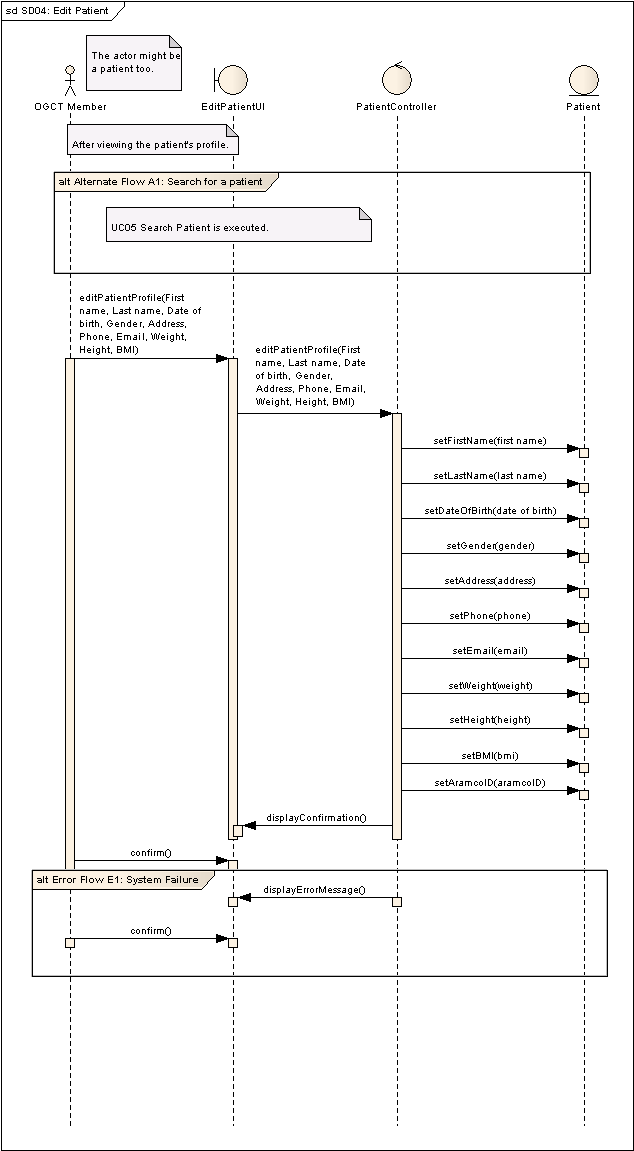 sd SD04: Edit Patient
The actor might be
a patient too.
OGCT Member
EditPatientUI
PatientController
Patient
After viewing the patient's profile.
alt Alternate Flow A1: Search for a patient
UC05 Search Patient is executed.
editPatientProfile(First
name, Last name, Date of
birth, Gender, Address,
Phone, Email, Weight,
Height, BMI)
editPatientProfile(First
name, Last name, Date
of birth, Gender,
Address, Phone, Email,
Weight, Height, BMI)
setFirstName(first name)
setLastName(last name)
setDateOfBirth(date of birth)
setGender(gender)
setAddress(address)
setPhone(phone)
setEmail(email)
setWeight(weight)
setHeight(height)
setBMI(bmi)
setAramcoID(aramcoID)
displayConfirmation()
confirm()
alt Error Flow E1: System Failure
displayErrorMessage()
confirm()